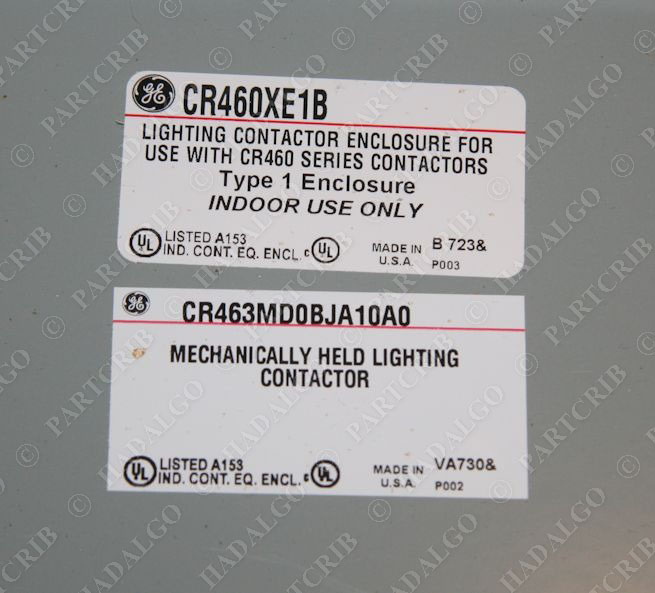 GE CR460XE1B
LIGHTING CONTACTOR ENCLOSURE FOR
USE WITH CR460 SERIES CONTACTORS
Type 1 Enclosure
INDOOR USE ONLY
UL LISTED A153
IND. CONT. EQ. ENCL. c UL
MADE IN B 723&
U.S.A. P003
GE CR463MD0BJA10A0
MECHANICALLY HELD LIGHTING
CONTACTOR
UL LISTED A153
IND. CONT. EQ. ENCL. c UL
MADE IN VA730&
U.S.A. P002
© PARTCRIB © HADALGO